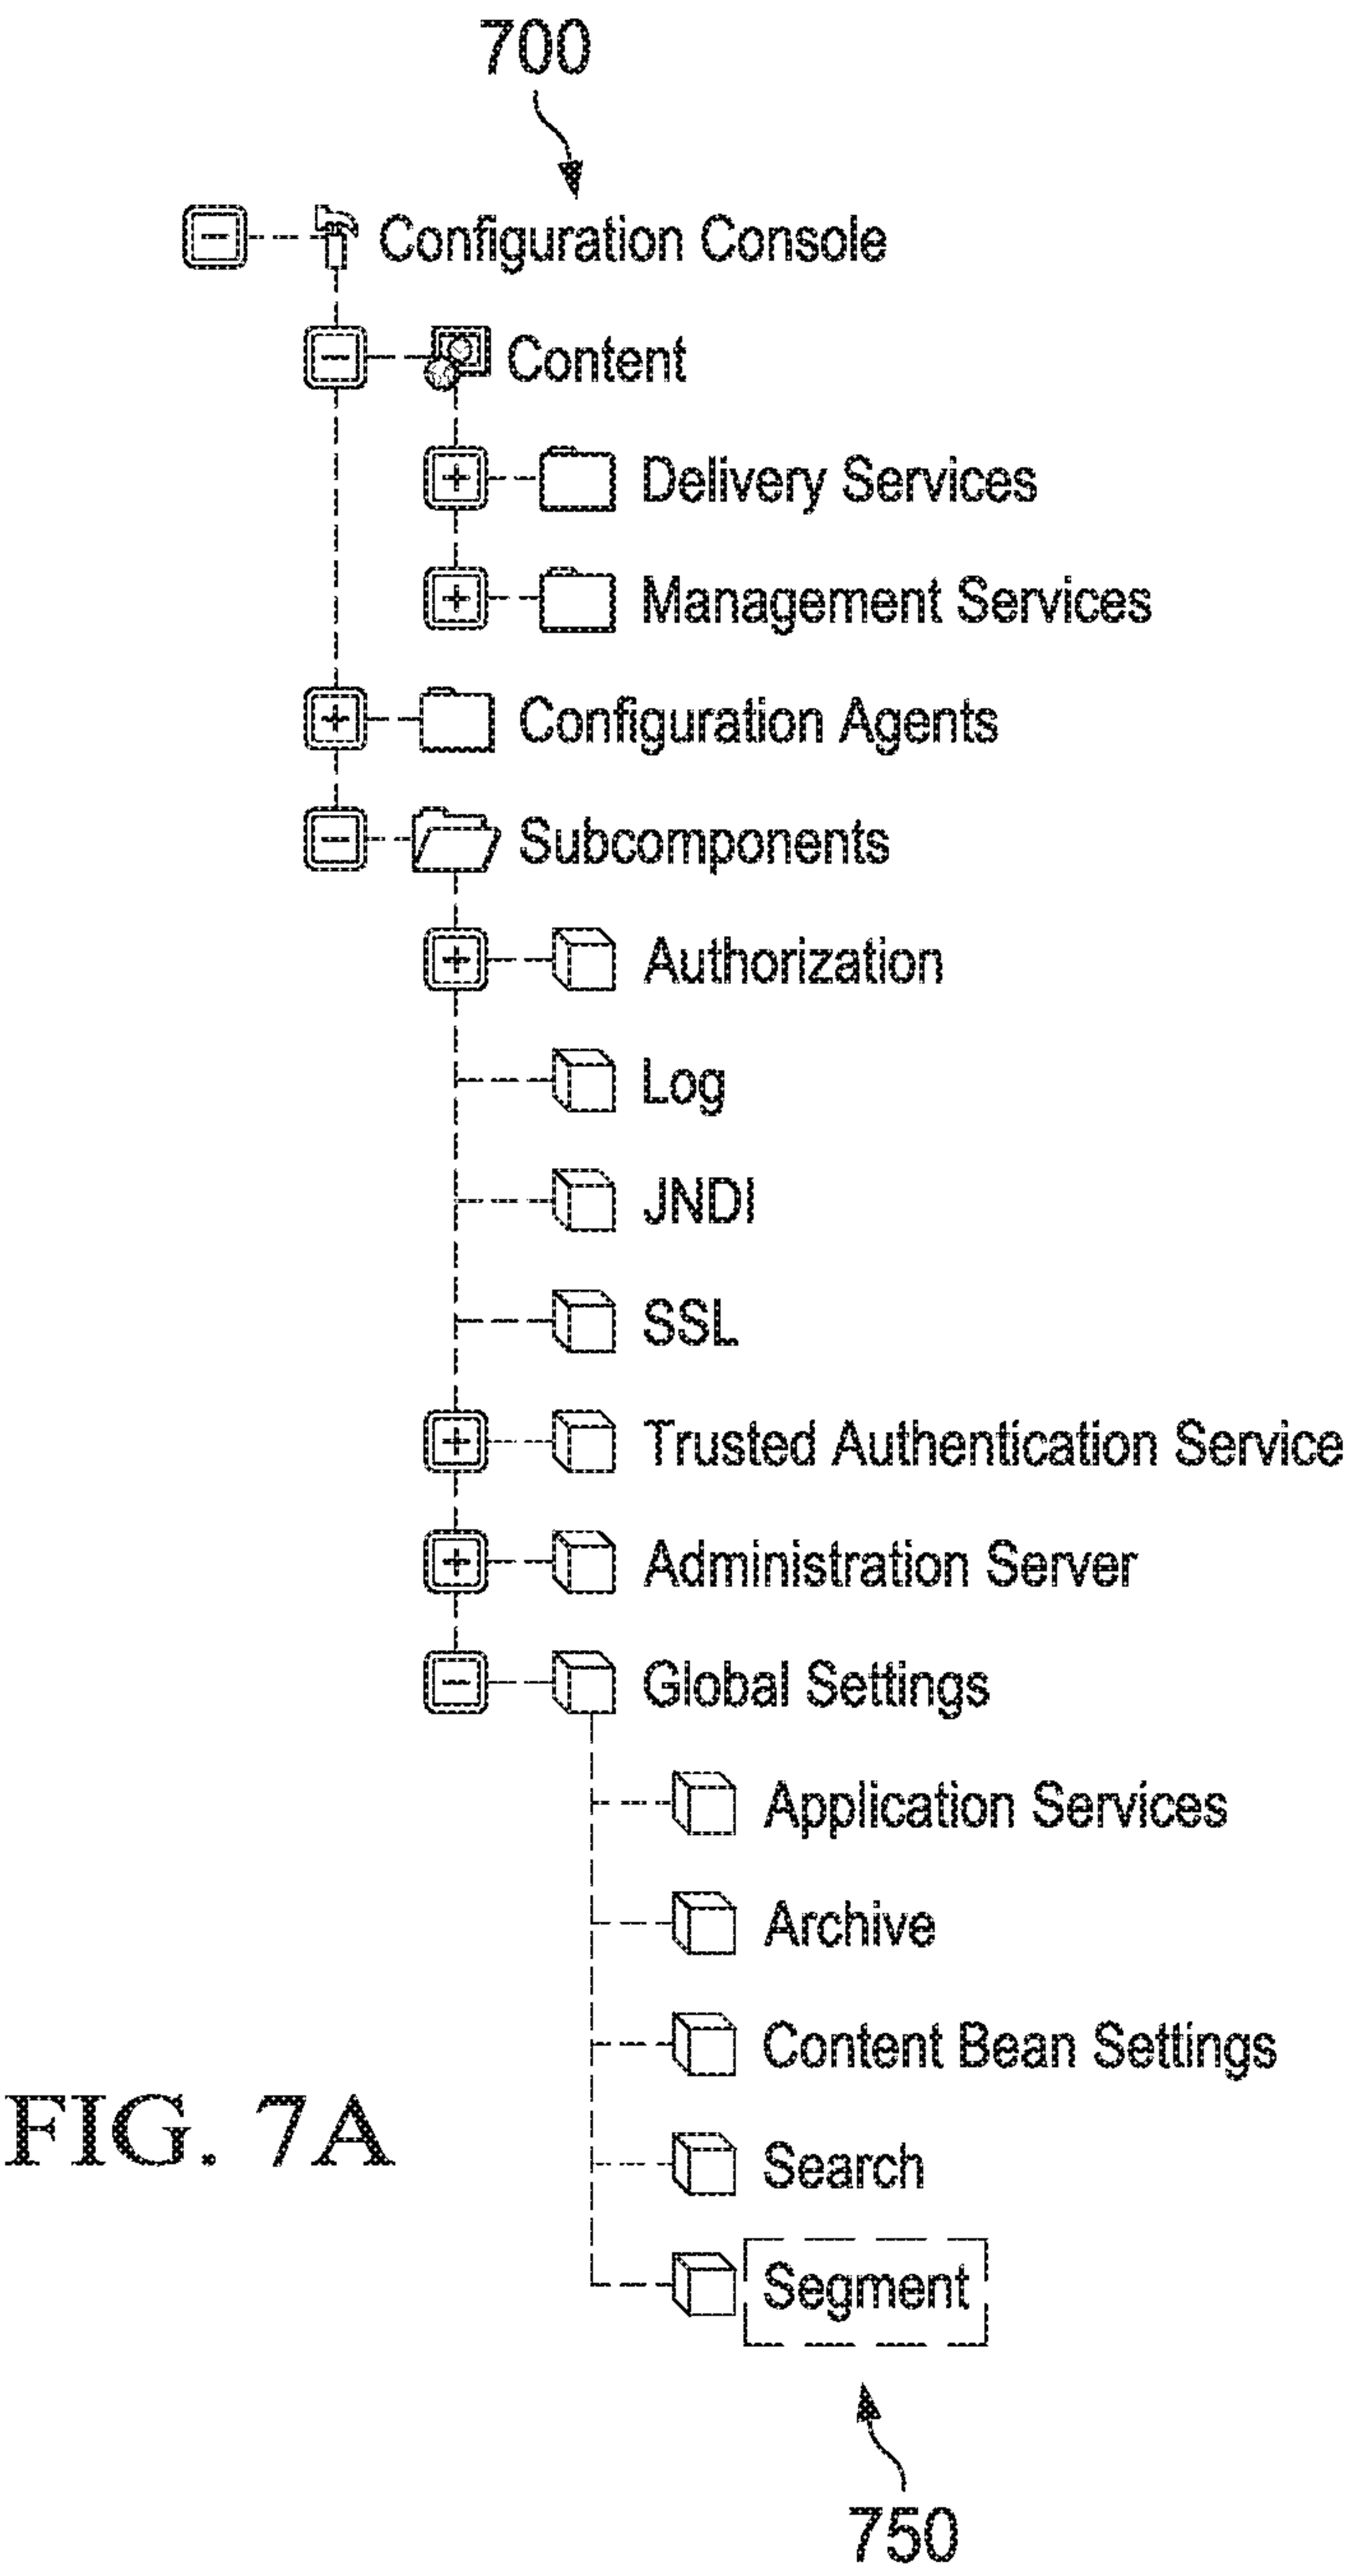 700
Configuration Console
Content
Delivery Services
Management Services
Configuration Agents
Subcomponents
Authorization
Log
JNDI
SSL
Trusted Authentication Service
Administration Server
Global Settings
Application Services
Archive
Content Bean Settings
FIG. 7A
Search
Segment
750